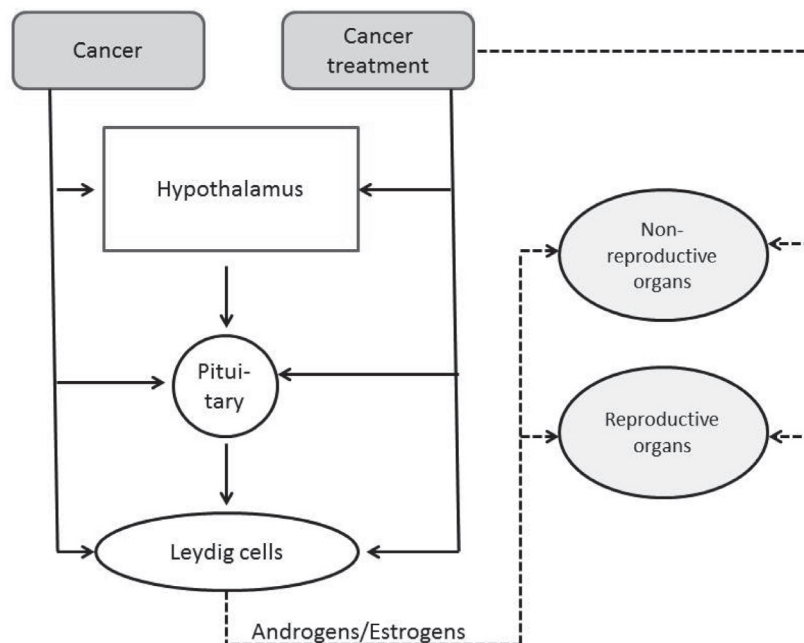 Cancer
Cancer
treatment
Hypothalamus
Non-
reproductive
organs
Pitui-
tary
Reproductive
organs
Leydig cells
Androgens/Estrogens